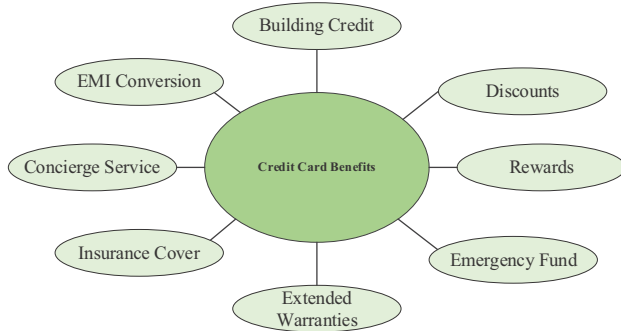 Building Credit
EMI Conversion
Discounts
Concierge Service
Credit Card Benefits
Rewards
Insurance Cover
Emergency Fund
Extended
Warranties